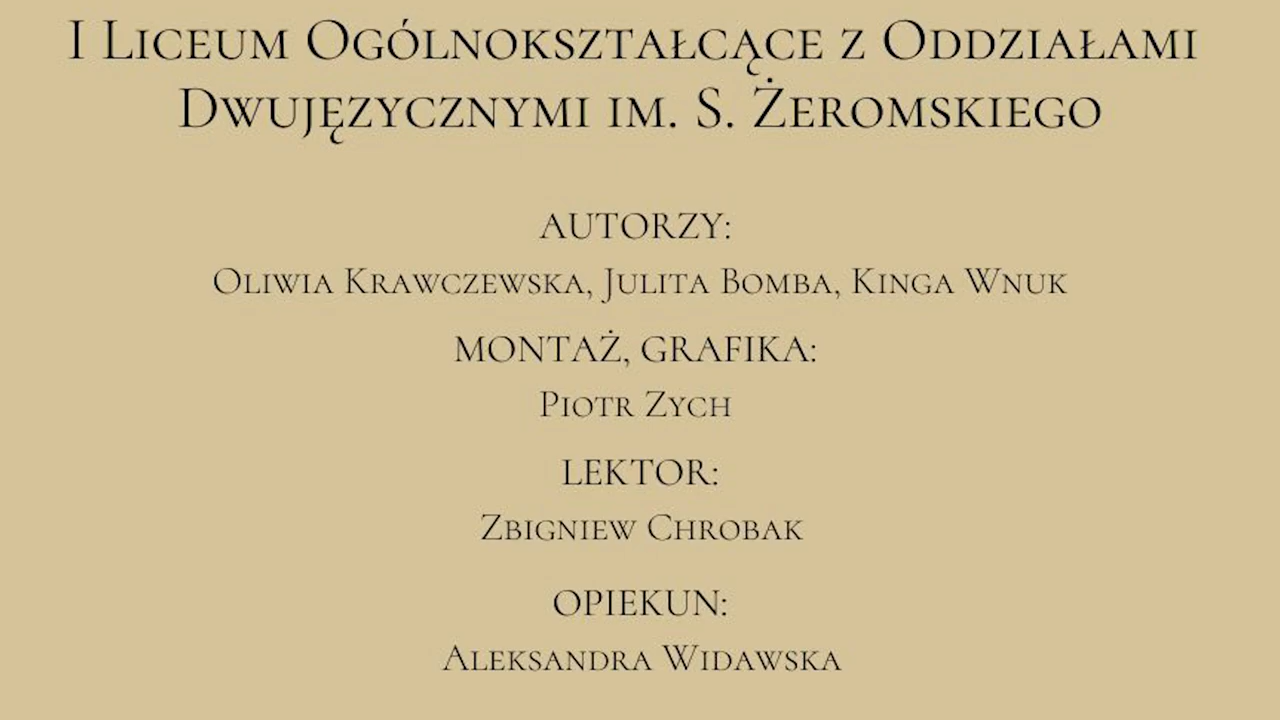 I Liceum Ogólnokształcące z Oddziałami
Dwujęzycznymi im. S. Żeromskiego
AUTORZY:
Oliwia Krawczewska, Julita Bomba, Kinga Wnuk
MONTAŻ, GRAFIKA:
Piotr Zych
LEKTOR:
Zbigniew Chrobak
OPIEKUN:
Aleksandra Widawska